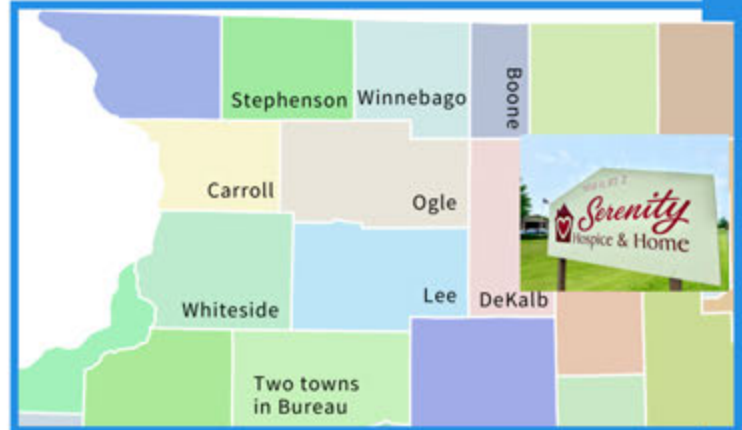 Stephenson
Winnebago
Boone
Carroll
Ogle
Serenity
Hospice & Home
Whiteside
Lee
DeKalb
Two towns
in Bureau